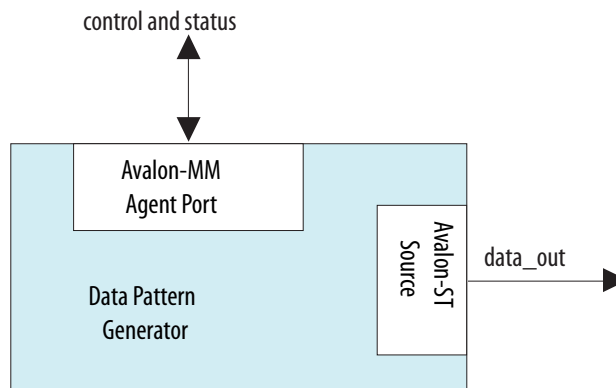 control and status
Avalon-MM
Agent Port
Avalon-ST
Source
data_out
Data Pattern
Generator